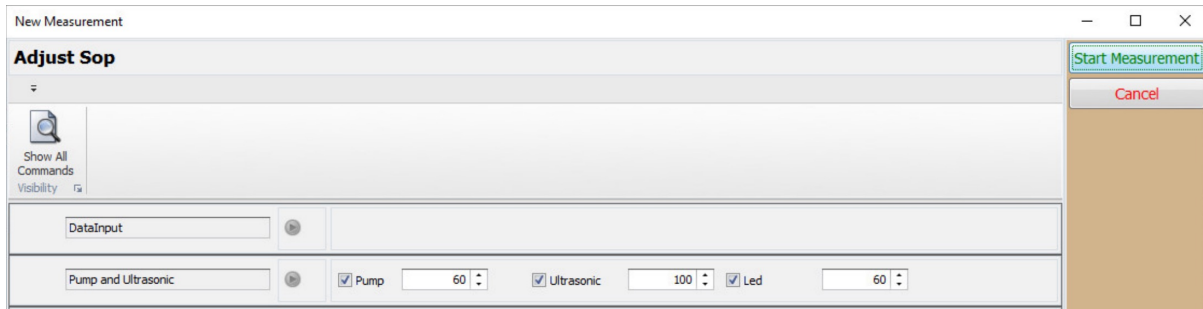 New Measurement
Adjust Sop
Start Measurement
Cancel
Show All
Commands
Visibility
DataInput
Pump and Ultrasonic
Pump 60 Ultrasonic 100 Led 60